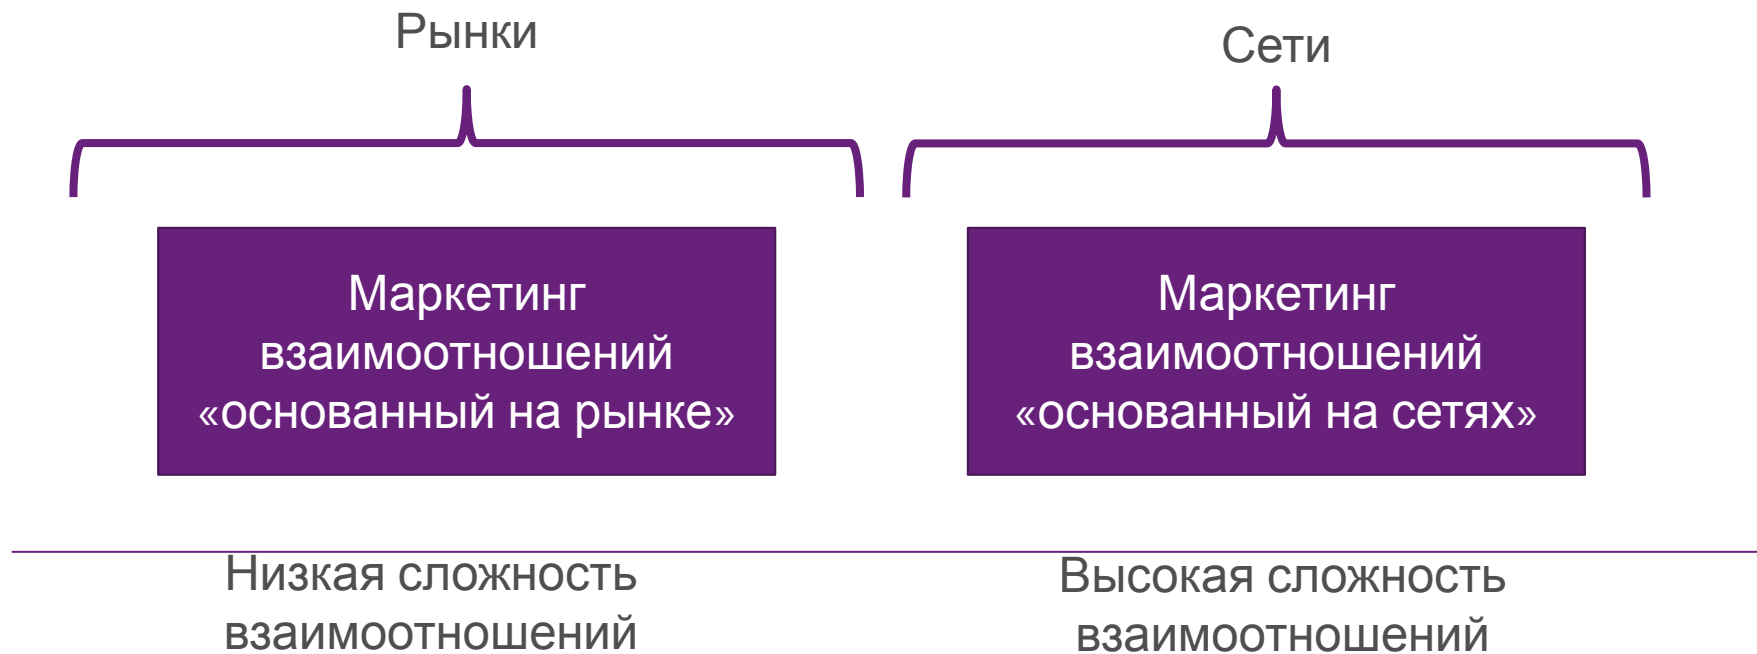 Рынки
Сети
Маркетинг
взаимоотношений
«основанный на рынке»
Маркетинг
взаимоотношений
«основанный на сетях»
Низкая сложность
взаимоотношений
Высокая сложность
взаимоотношений